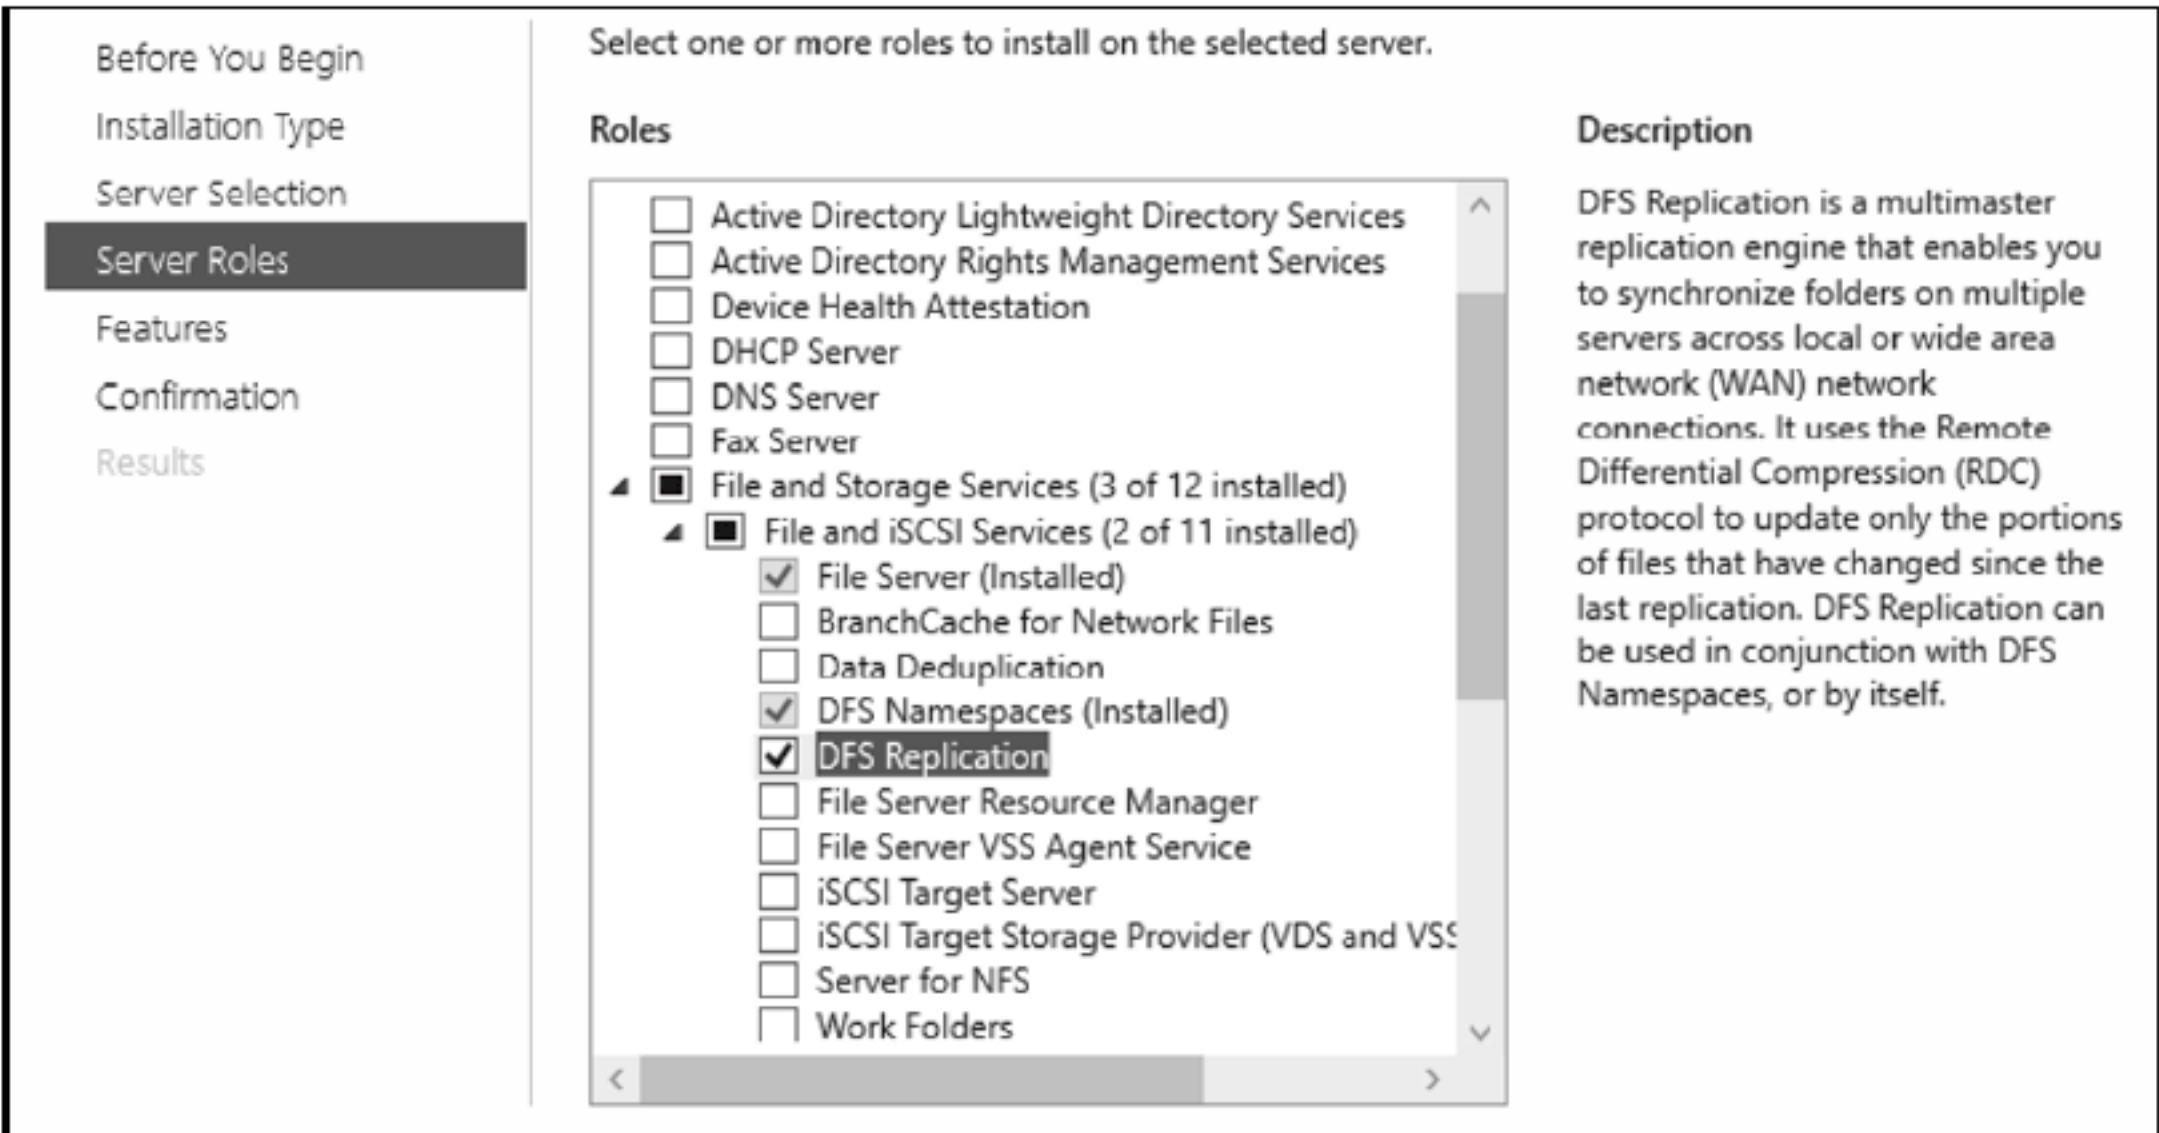 Before You Begin
Installation Type
Server Selection
Server Roles
Features
Confirmation
Results
Select one or more roles to install on the selected server.
Roles
Active Directory Lightweight Directory Services
Active Directory Rights Management Services
Device Health Attestation
DHCP Server
DNS Server
Fax Server
File and Storage Services (3 of 12 installed)
File and iSCSI Services (2 of 11 installed)
File Server (Installed)
BranchCache for Network Files
Data Deduplication
DFS Namespaces (Installed)
DFS Replication
File Server Resource Manager
File Server VSS Agent Service
iSCSI Target Server
iSCSI Target Storage Provider (VDS and VSS
Server for NFS
Work Folders
Description
DFS Replication is a multimaster
replication engine that enables you
to synchronize folders on multiple
servers across local or wide area
network (WAN) network
connections. It uses the Remote
Differential Compression (RDC)
protocol to update only the portions
of files that have changed since the
last replication. DFS Replication can
be used in conjunction with DFS
Namespaces, or by itself.